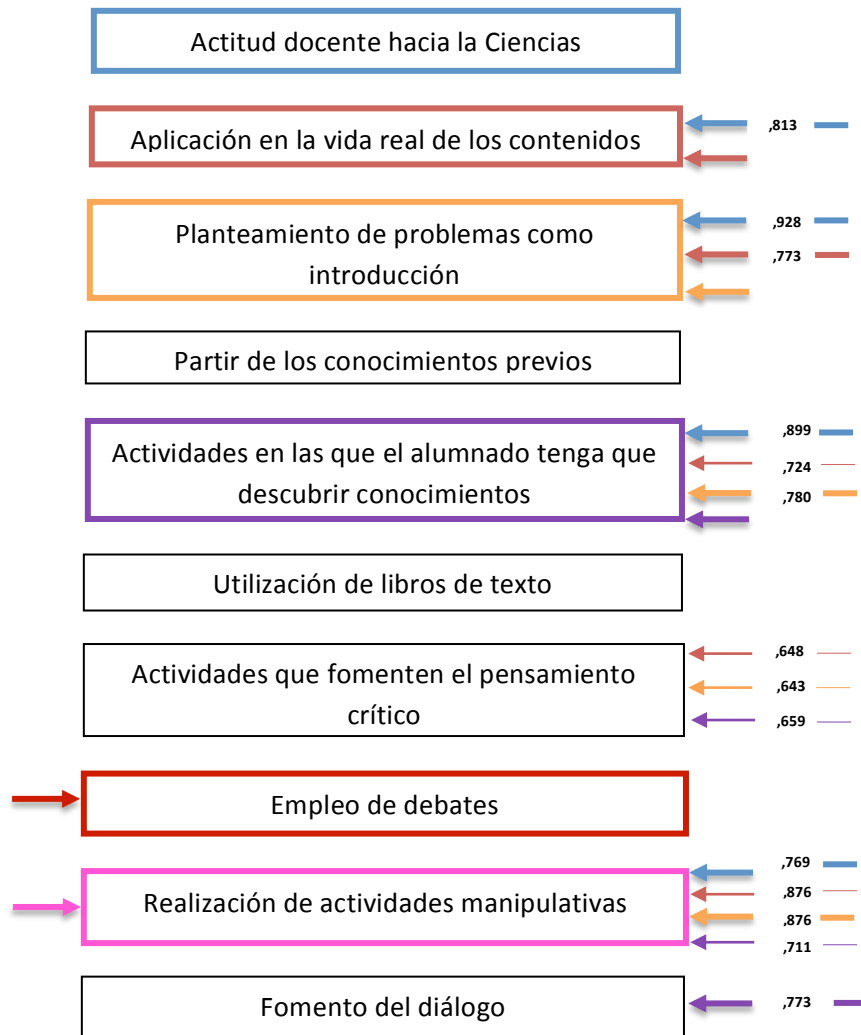 Actitud docente hacia la Ciencias
Aplicación en la vida real de los contenidos
,813
Planteamiento de problemas como
introducción
,928
,773
Partir de los conocimientos previos
Actividades en las que el alumnado tenga que
descubrir conocimientos
,899
,724
,780
Utilización de libros de texto
Actividades que fomenten el pensamiento
crítico
,648
,643
,659
Empleo de debates
Realización de actividades manipulativas
,769
,876
,876
,711
Fomento del diálogo
,773